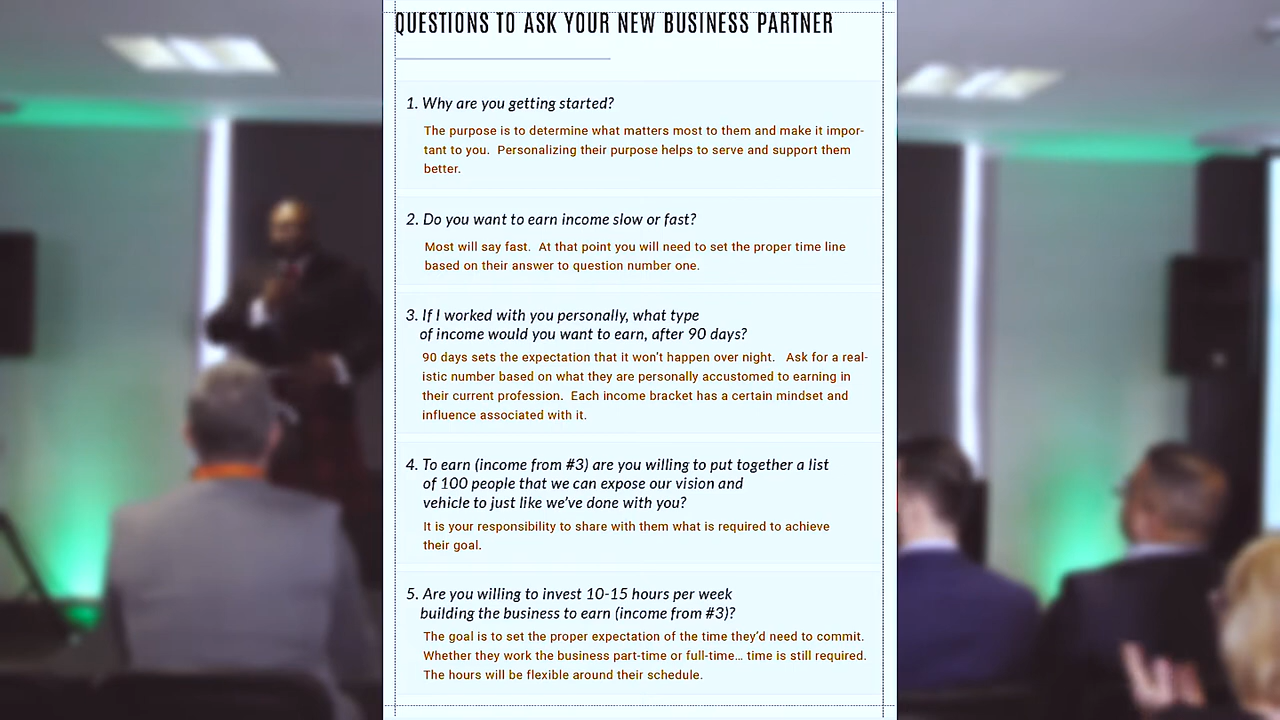 QUESTIONS TO ASK YOUR NEW BUSINESS PARTNER
1. Why are you getting started?
The purpose is to determine what matters most to them and make it impor-
tant to you. Personalizing their purpose helps to serve and support them
better.
2. Do you want to earn income slow or fast?
Most will say fast. At that point you will need to set the proper time line
based on their answer to question number one.
3. If I worked with you personally, what type
of income would you want to earn, after 90 days?
90 days sets the expectation that it won't happen over night. Ask for a real-
istic number based on what they are personally accustomed to earning in
their current profession. Each income bracket has a certain mindset and
influence associated with it.
4. To earn (income from #3) are you willing to put together a list
of 100 people that we can expose our vision and
vehicle to just like we've done with you?
It is your responsibility to share with them what is required to achieve
their goal.
5. Are you willing to invest 10-15 hours per week
building the business to earn (income from #3)?
The goal is to set the proper expectation of the time they'd need to commit.
Whether they work the business part-time or full-time... time is still required.
The hours will be flexible around their schedule.